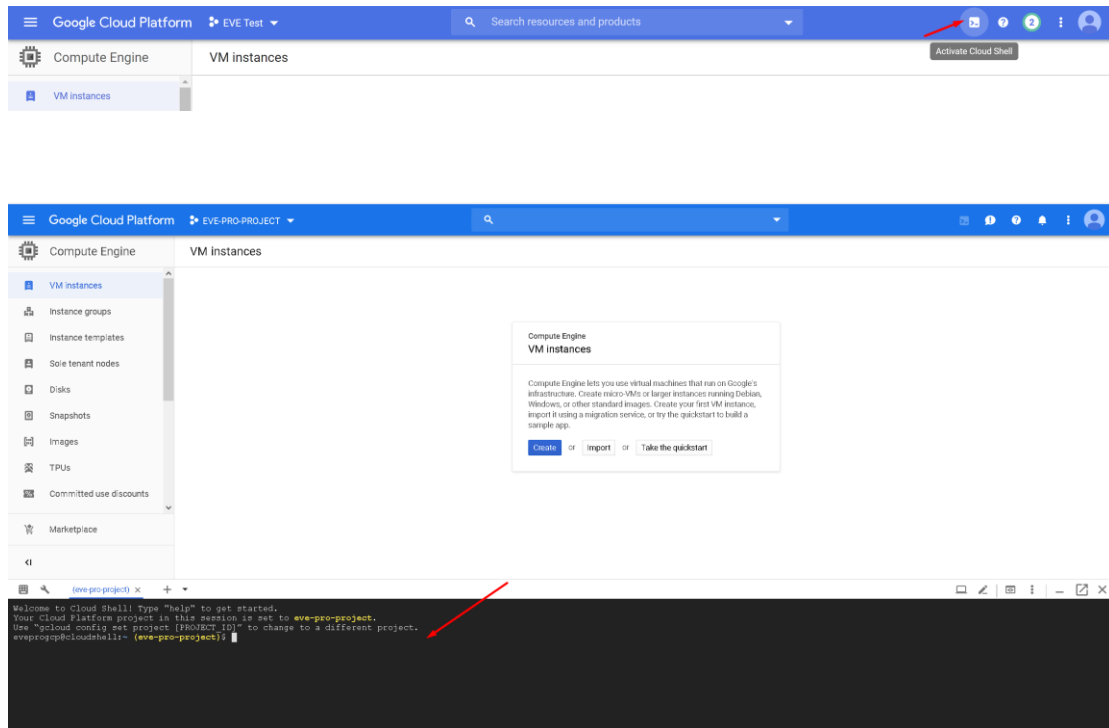 Google Cloud Platform EVE Test Search resources and products 2
Activate Cloud Shell
Compute Engine VM instances
VM instances
Google Cloud Platform EVE-PRO-PROJECT
Compute Engine VM instances
VM instances
Instance groups
Instance templates
Sole tenant nodes
Disks
Snapshots
Images
TPUs
Committed use discounts
Marketplace
Compute Engine
VM instances
Compute Engine lets you use virtual machines that run on Google's
infrastructure. Create micro-VMs or larger instances running Debian,
Windows, or other standard images. Create your first VM instance,
import it using a migration service, or try the quickstart to build a
sample app.
Create or Import or Take the quickstart
(eve-pro-project) × +
Welcome to Cloud Shell! Type "help" to get started.
Your Cloud Platform project in this session is set to eve-pro-project.
Use "gcloud config set project [PROJECT_ID]" to change to a different project.
eveprogcp@cloudshell:~ (eve-pro-project)$